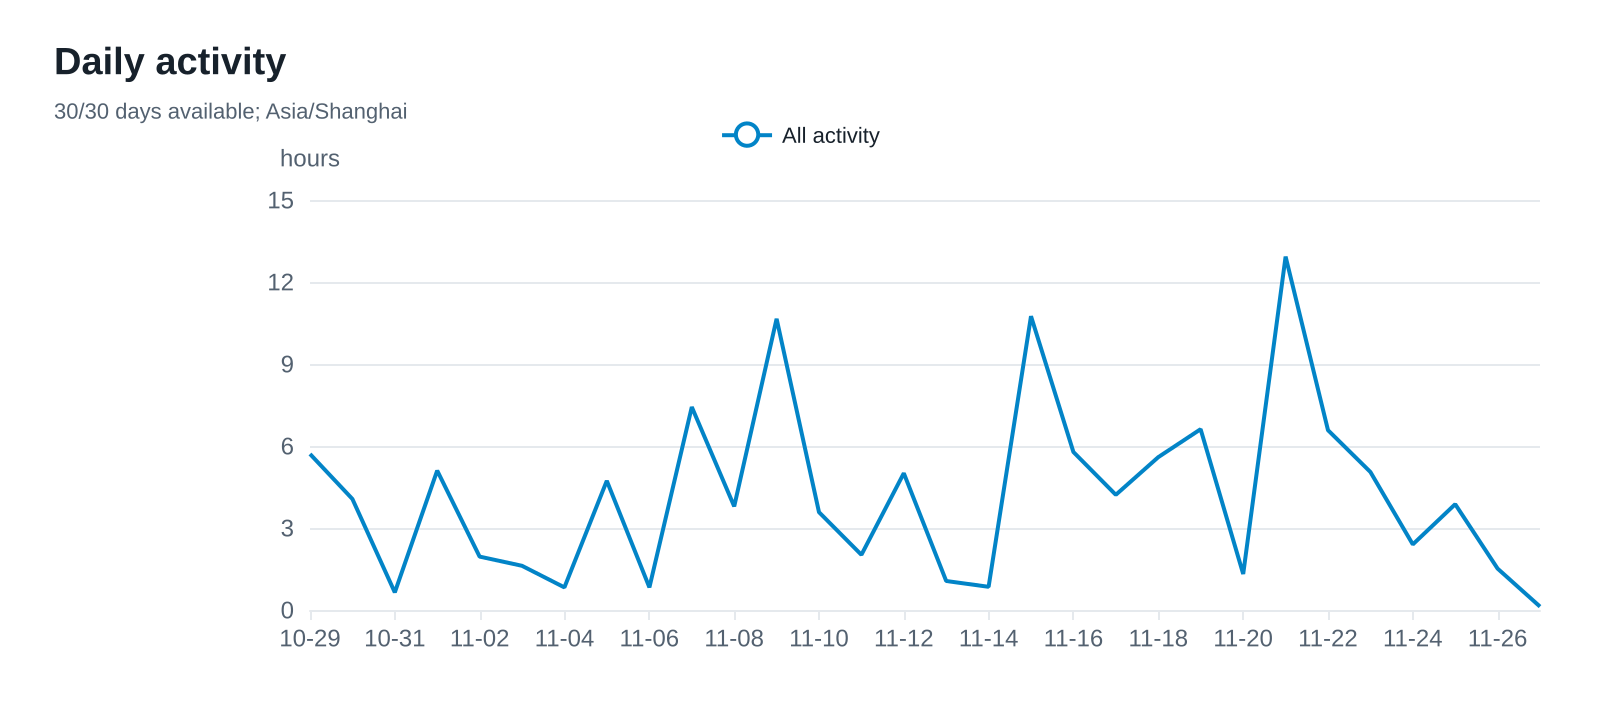 Daily activity
30/30 days available; Asia/Shanghai
All activity
hours
15
12
9
6
3
0
10-29 10-31 11-02 11-04 11-06 11-08 11-10 11-12 11-14 11-16 11-18 11-20 11-22 11-24 11-26